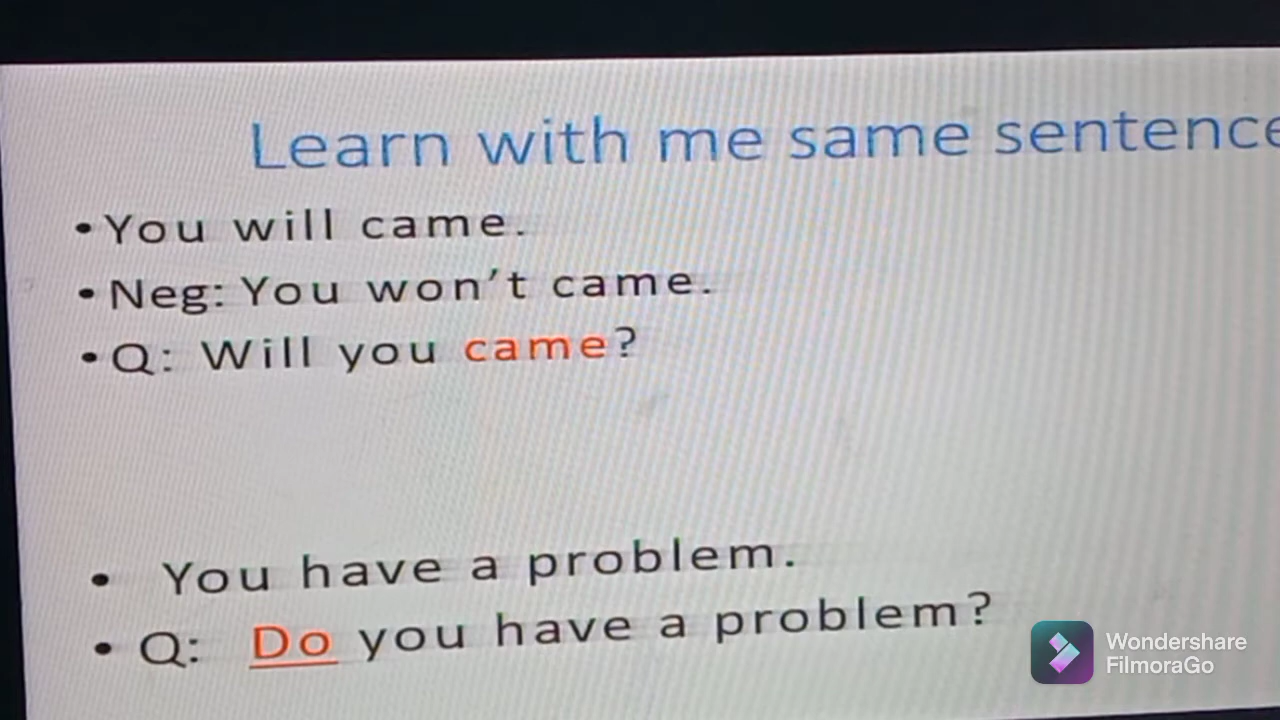 Learn with me same sentence
•You will came.
•Neg: You won't came.
•Q: Will you came?
• You have a problem.
• Q: Do you have a problem?
Wondershare
FilmoraGo